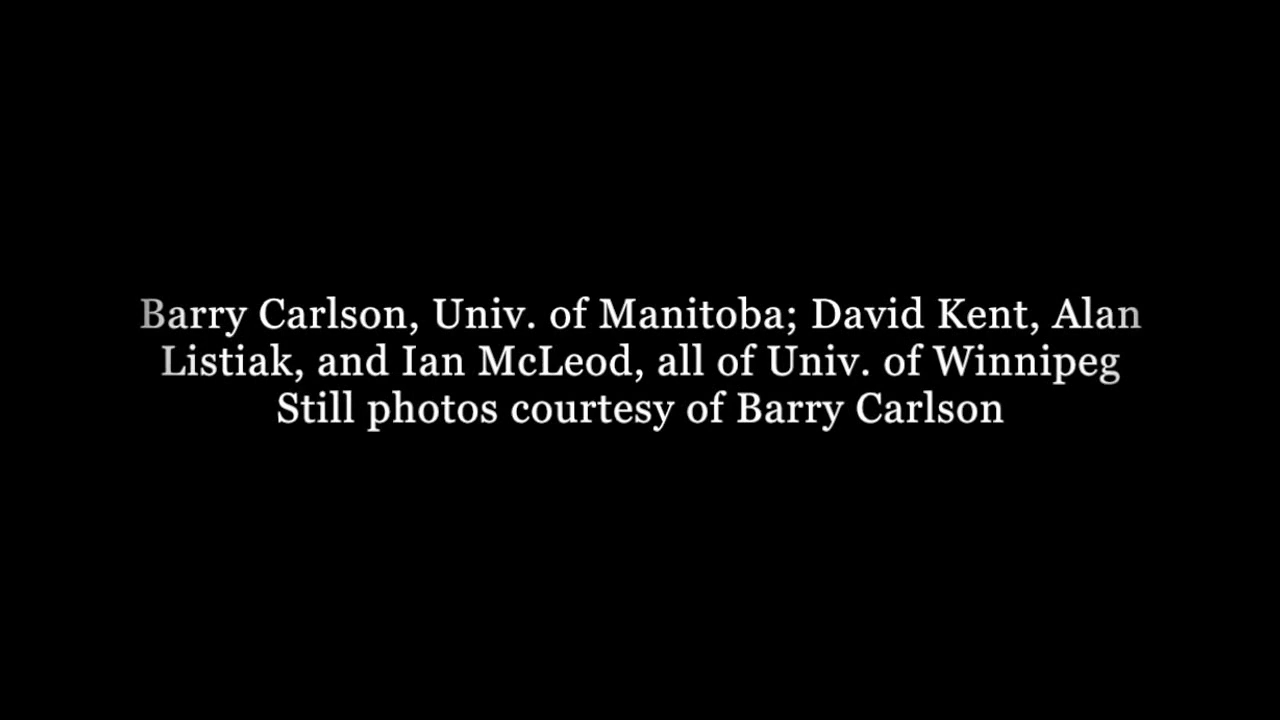 Barry Carlson, Univ. of Manitoba; David Kent, Alan
Listiak, and Ian McLeod, all of Univ. of Winnipeg
Still photos courtesy of Barry Carlson